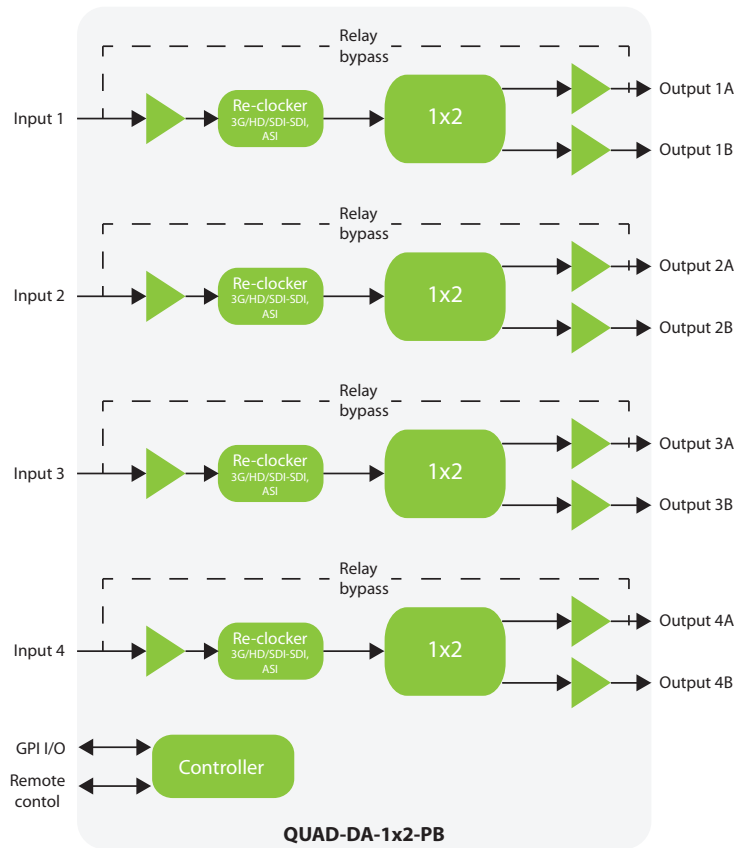 Relay
bypass
Input 1
Re-clocker
3G/HD/SDI-SDI,
ASI
1x2
Output 1A
Output 1B
Relay
bypass
Input 2
Re-clocker
3G/HD/SDI-SDI,
ASI
1x2
Output 2A
Output 2B
Relay
bypass
Input 3
Re-clocker
3G/HD/SDI-SDI,
ASI
1x2
Output 3A
Output 3B
Relay
bypass
Input 4
Re-clocker
3G/HD/SDI-SDI,
ASI
1x2
Output 4A
Output 4B
GPI I/O
Remote
contol
Controller
QUAD-DA-1x2-PB